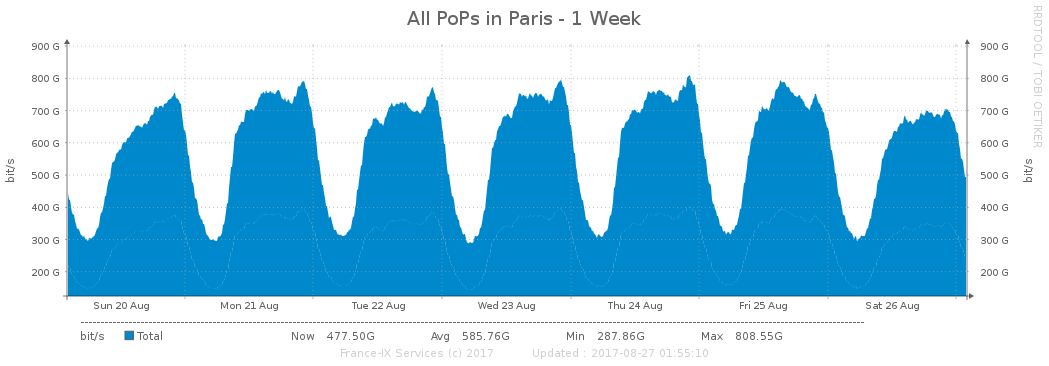 All PoPs in Paris - 1 Week
RRDTOOL / TOBI OETIKER
bit/s
bit/s
900 G 900 G
800 G 800 G
700 G 700 G
600 G 600 G
500 G 500 G
400 G 400 G
300 G 300 G
200 G 200 G
Sun 20 Aug Mon 21 Aug Tue 22 Aug Wed 23 Aug Thu 24 Aug Fri 25 Aug Sat 26 Aug
bit/s Total Now 477.50G Avg 585.76G Min 287.86G Max 808.55G
France-IX Services (c) 2017 Updated : 2017-08-27 01:55:10